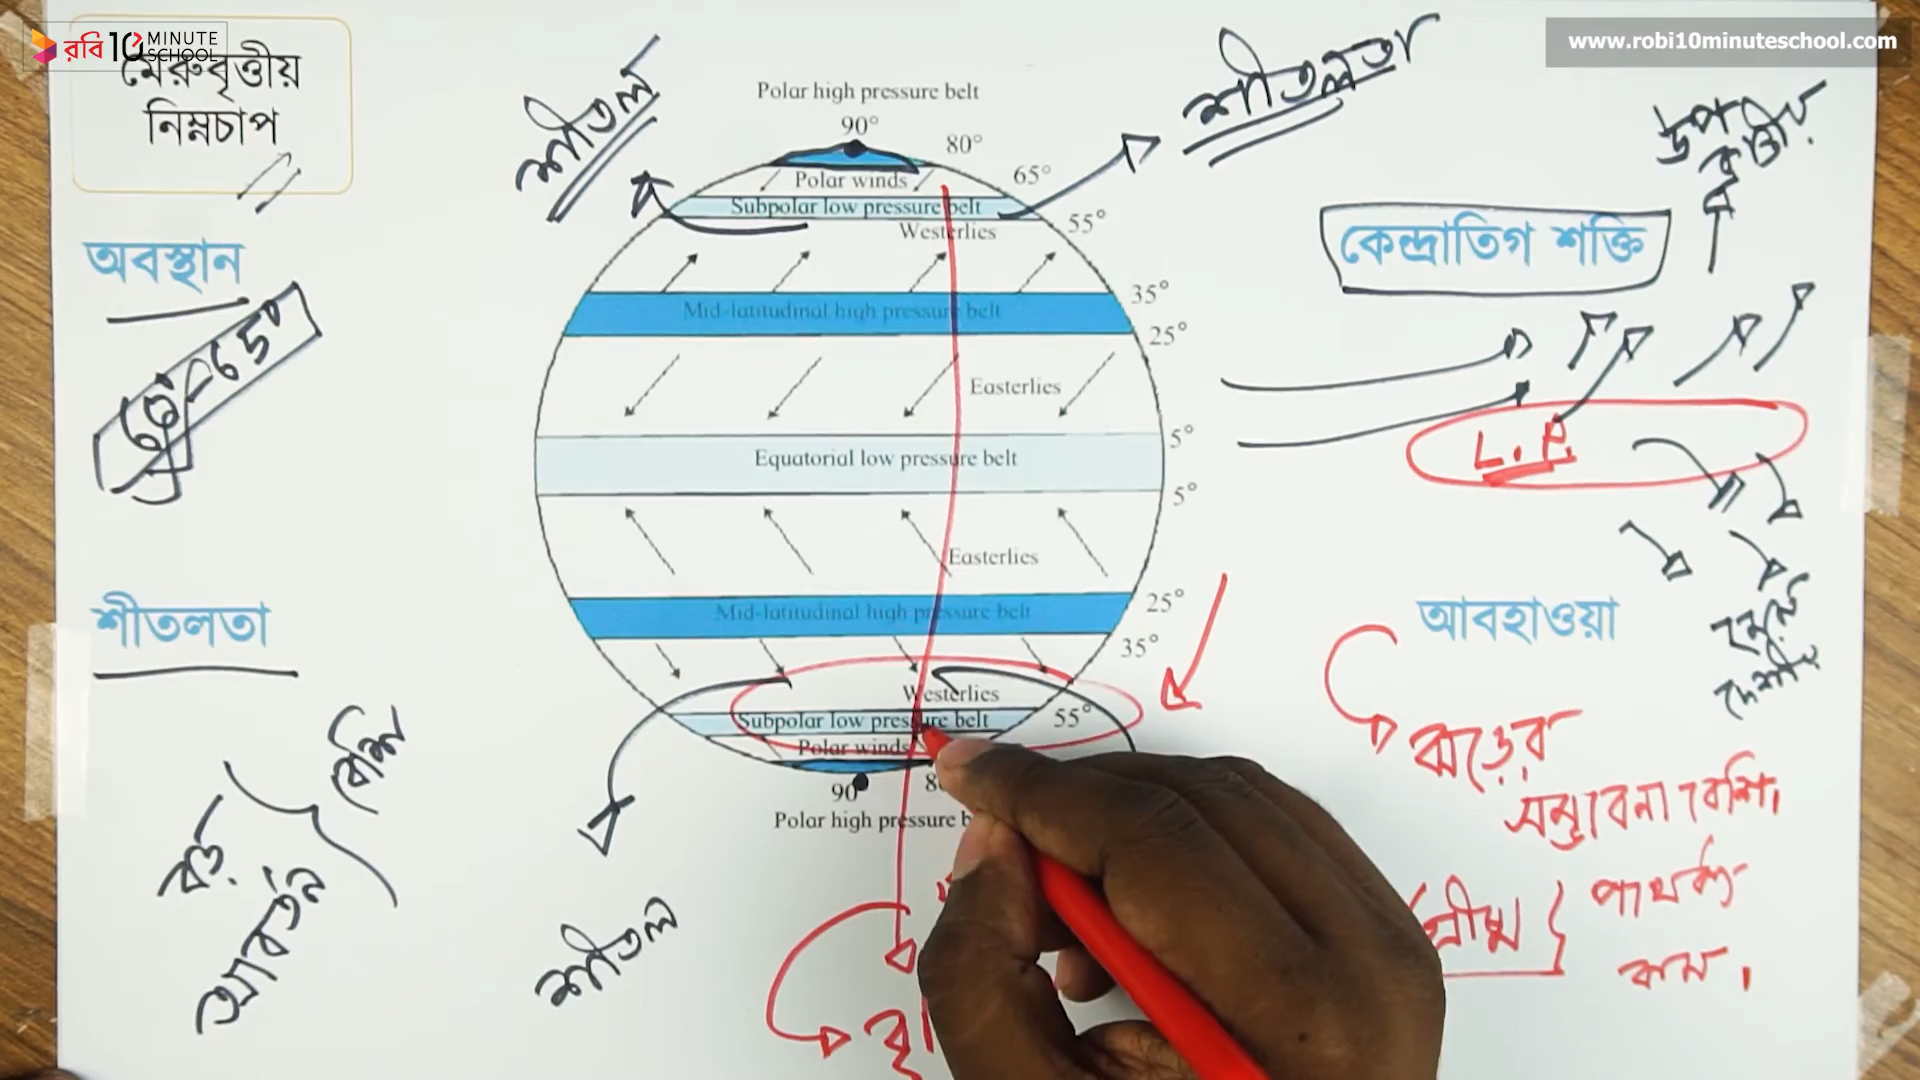 রবি 10 MINUTE SCHOOL
www.robi10minuteschool.com
মেরুবৃত্তীয়
নিম্নচাপ
অবস্থান
শীতলতা
বড়
আবর্তন
বেশি
শীতল
শীতলতা
শীতল
Polar high pressure belt
90°
80°
Polar winds
65°
Subpolar low pressure belt
55°
Westerlies
35°
Mid-latitudinal high pressure belt
25°
Easterlies
5°
Equatorial low pressure belt
5°
Easterlies
25°
Mid-latitudinal high pressure belt
35°
Westerlies
Subpolar low pressure belt
55°
Polar winds
90
Polar high pressure b
কেন্দ্রাতিগ শক্তি
L.P.
আবহাওয়া
ঝড়ের
সম্ভাবনা বেশি।
গ্রীষ্ম
পার্থক্য
কম।